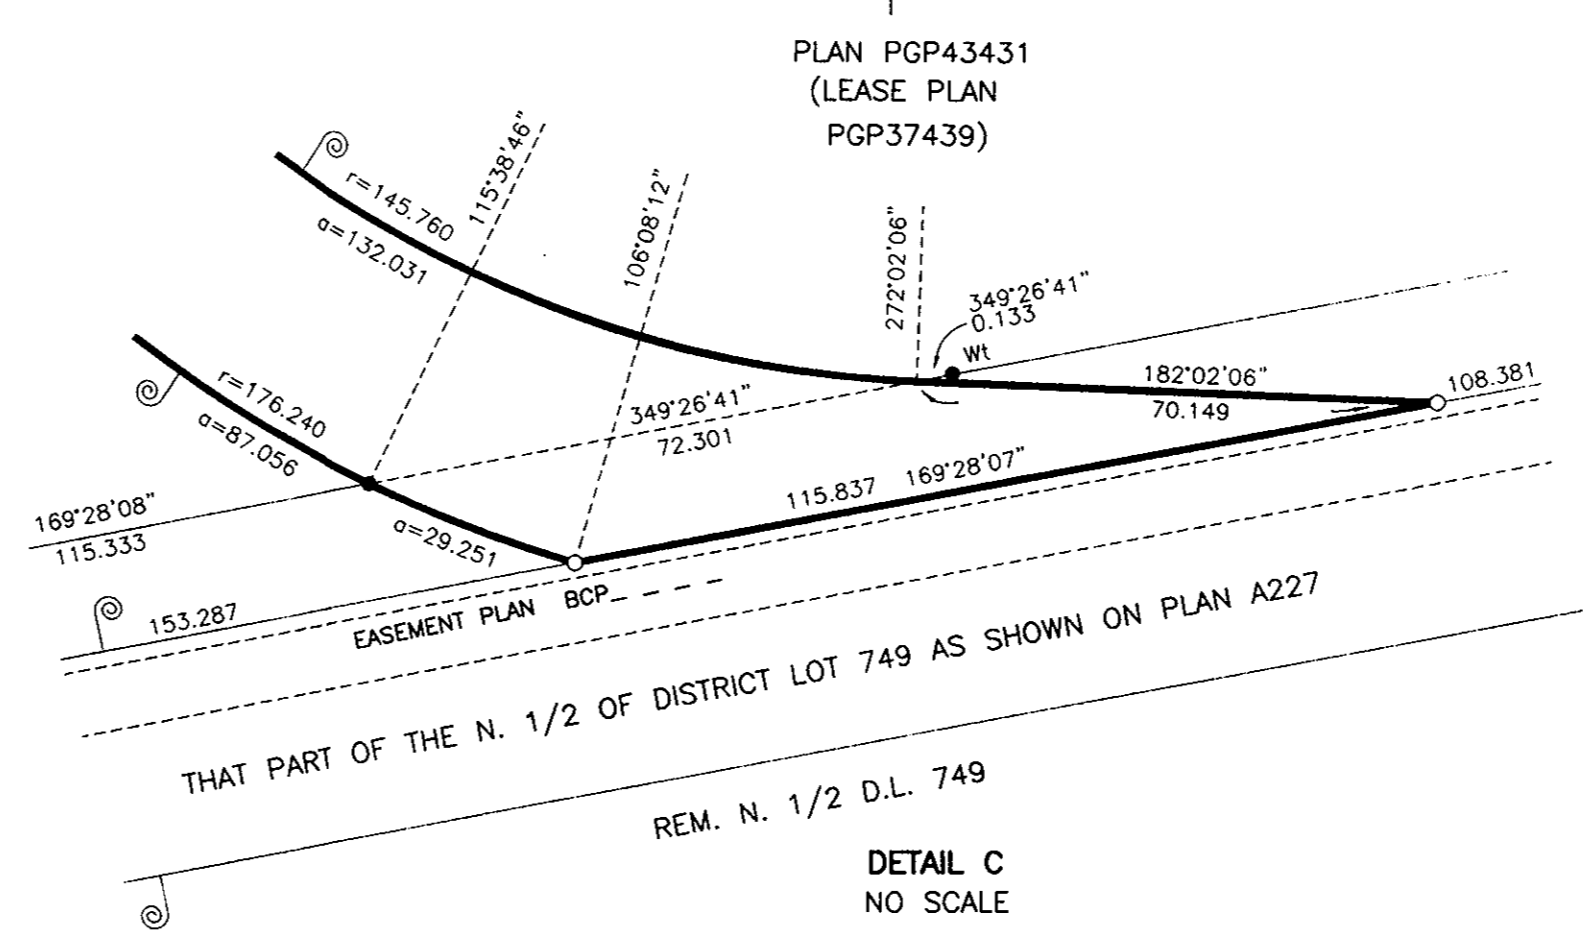 PLAN PGP43431
(LEASE PLAN
PGP37439)
115°38'46"
r=145.760
a=132.031
106°08'12"
272°02'06"
349°26'41"
0.133
Wt
182°02'06"
70.149
108.381
r=176.240
a=87.056
349°26'41"
72.301
115.837 169°28'07"
169°28'08"
115.333
a=29.251
153.287
EASEMENT PLAN BCP_ _ _ _ _
THAT PART OF THE N. 1/2 OF DISTRICT LOT 749 AS SHOWN ON PLAN A227
REM. N. 1/2 D.L. 749
DETAIL C
NO SCALE